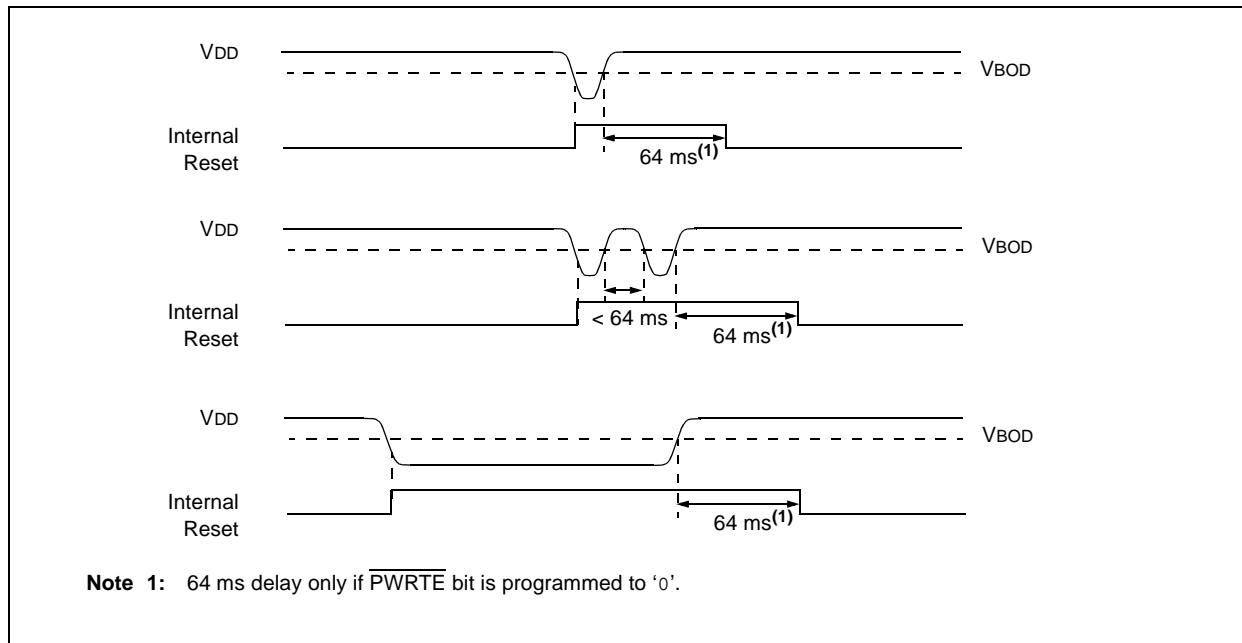 VDD
VBOD
Internal
Reset
64 ms(1)
VDD
VBOD
Internal
Reset
< 64 ms
64 ms(1)
VDD
VBOD
Internal
Reset
64 ms(1)
Note 1: 64 ms delay only if P̅W̅R̅T̅E̅ bit is programmed to ‘0’.